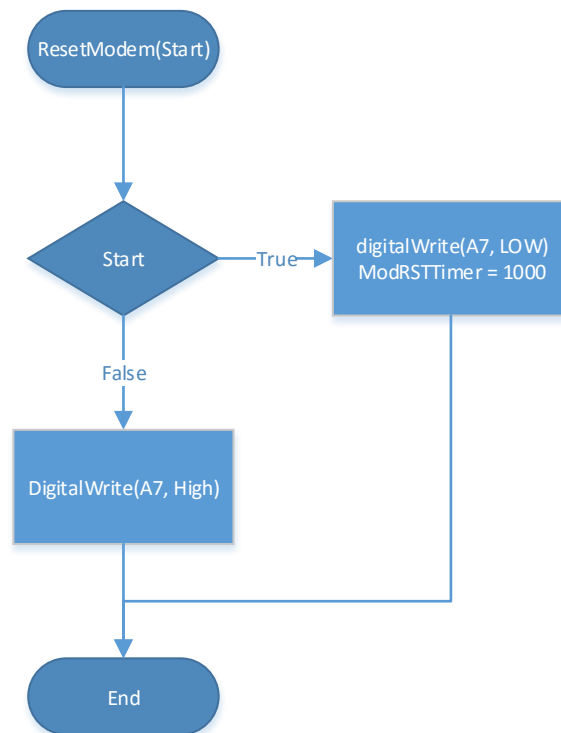 ResetModem(Start)
Start
True
digitalWrite(A7, LOW)
ModRSTTimer = 1000
False
DigitalWrite(A7, High)
End